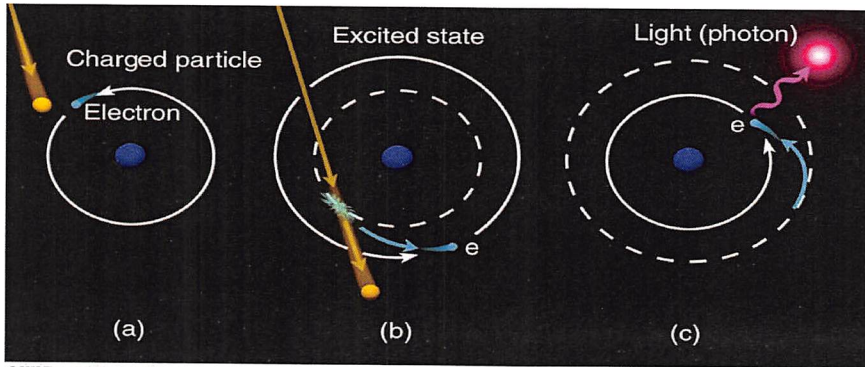 Charged particle
Electron
(a)
Excited state
e
(b)
Light (photon)
e
(c)